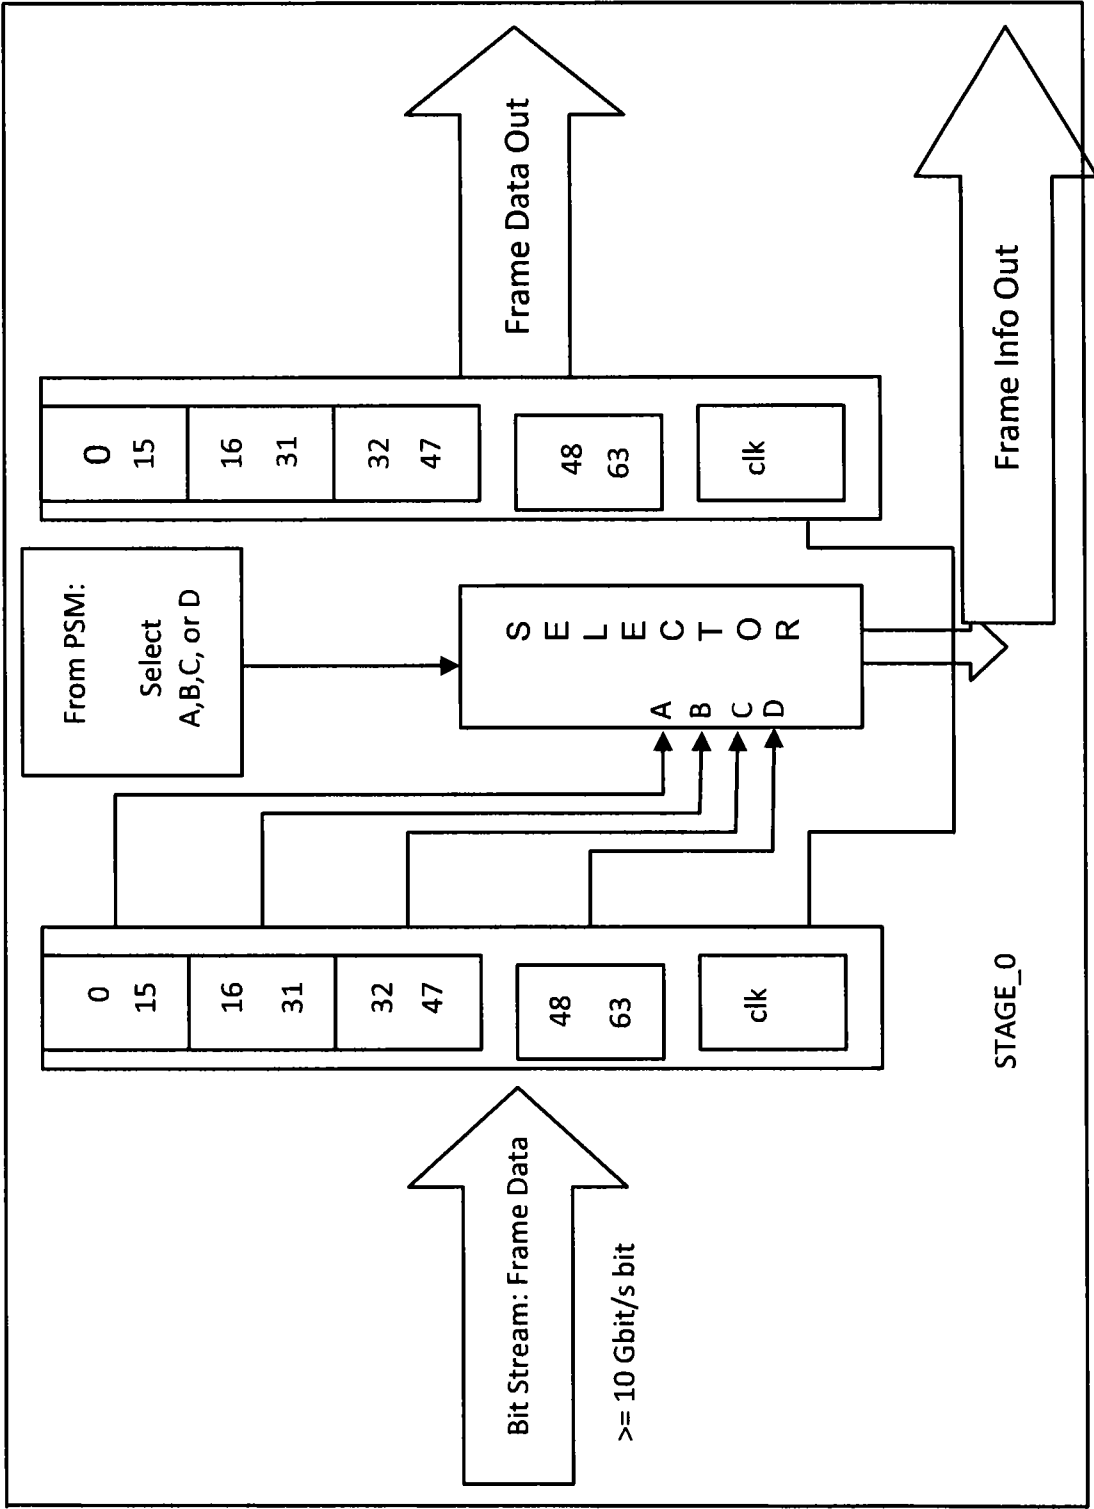 Bit Stream: Frame Data
>= 10 Gbit/s bit
0
15
16
31
32
47
48
63
clk
STAGE_0
From PSM:
Select
A,B,C, or D
A
B
C
D
SELECTOR
0
15
16
31
32
47
48
63
clk
Frame Data Out
Frame Info Out